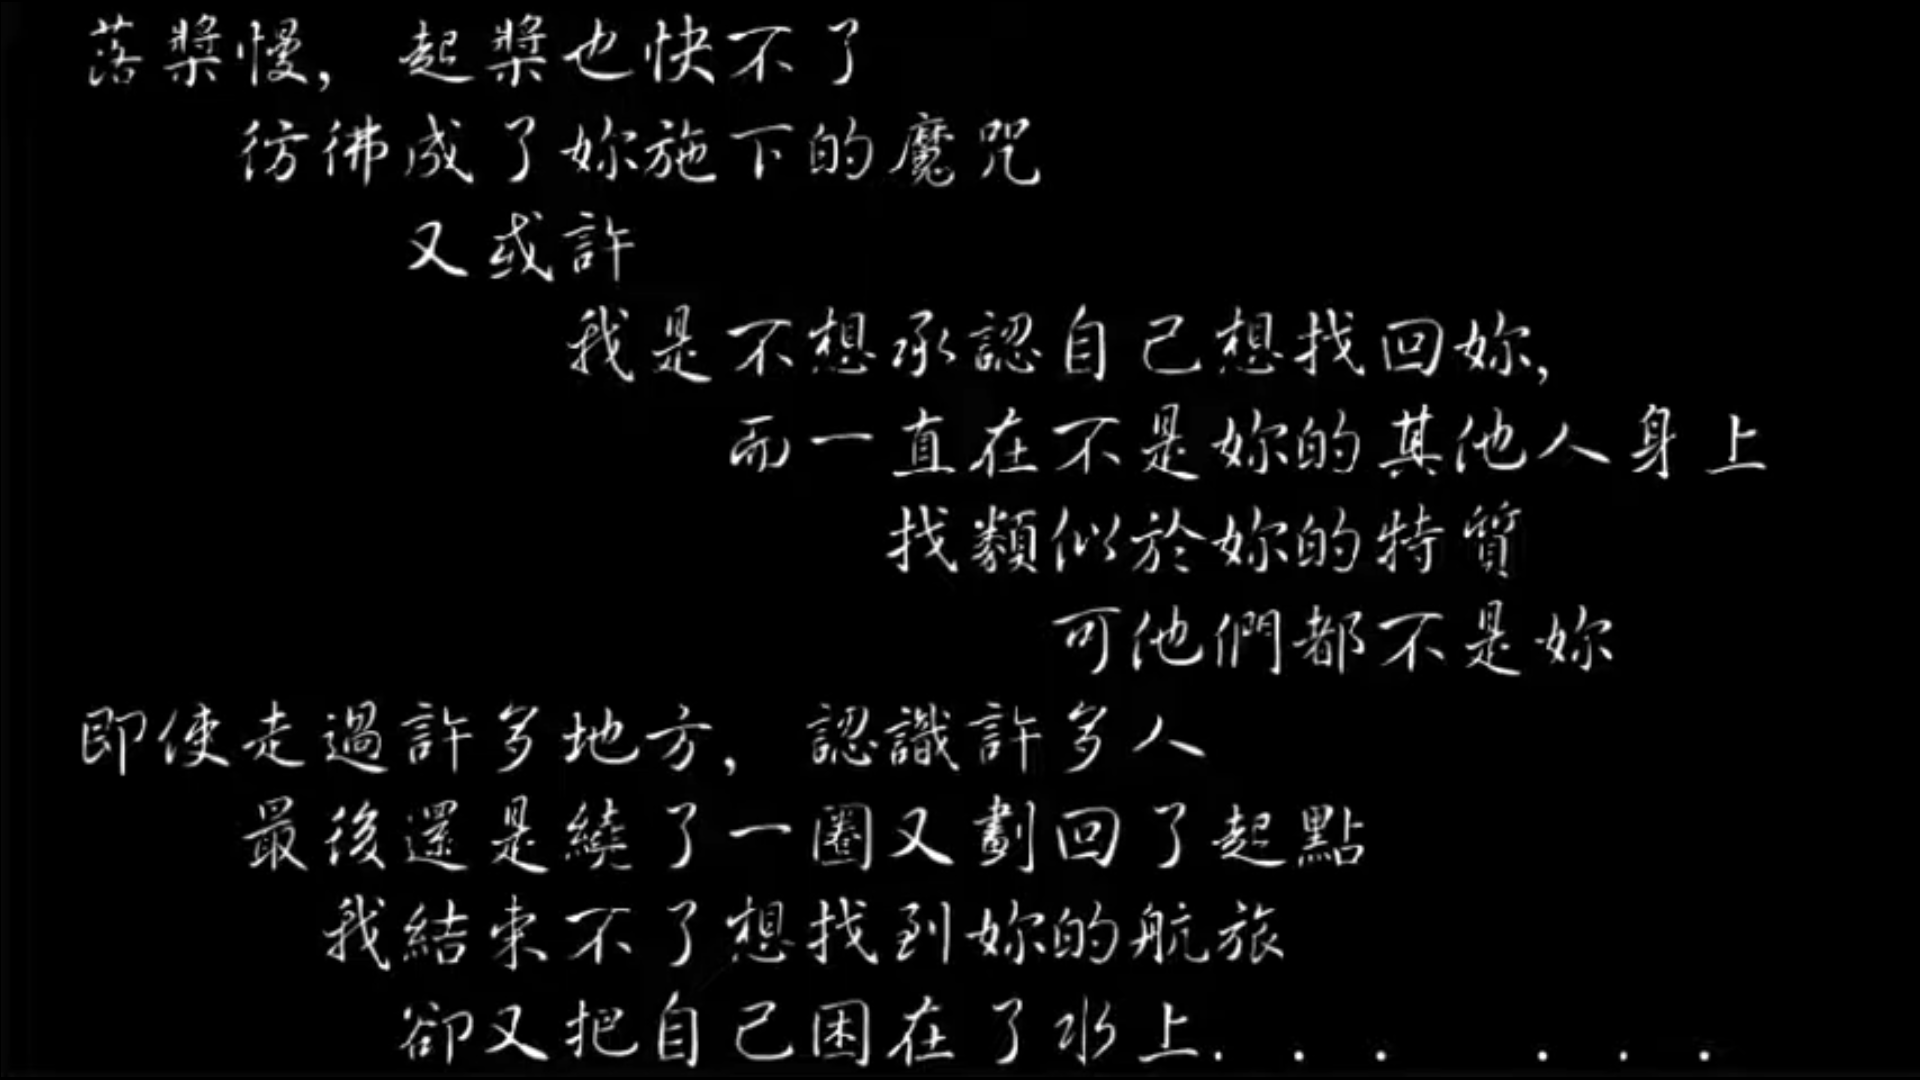 落槳慢, 起槳也快不了
彷彿成了妳施下的魔咒
又或許
我是不想承認自己想找回妳,
而一直在不是妳的其他人身上
找類似於妳的特質
可他們都不是妳
即使走過許多地方, 認識許多人
最後還是繞了一圈又劃回了起點
我結束不了想找到妳的航旅
卻又把自己困在了水上. . . . . .